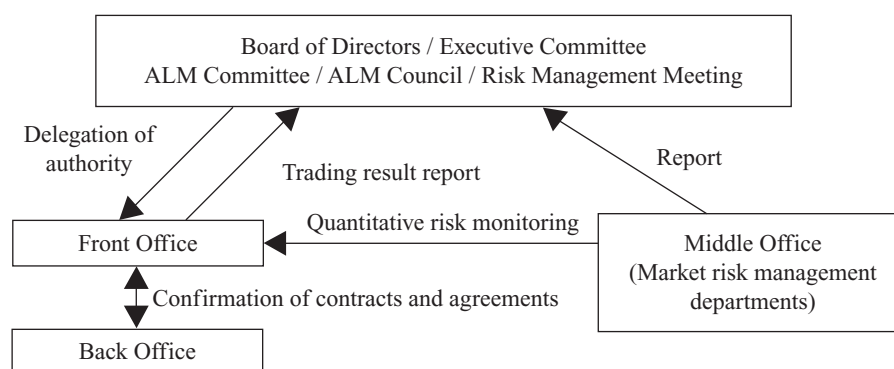 Board of Directors / Executive Committee
ALM Committee / ALM Council / Risk Management Meeting
Delegation of
authority
Trading result report
Report
Quantitative risk monitoring
Front Office
Middle Office
(Market risk management
departments)
Confirmation of contracts and agreements
Back Office